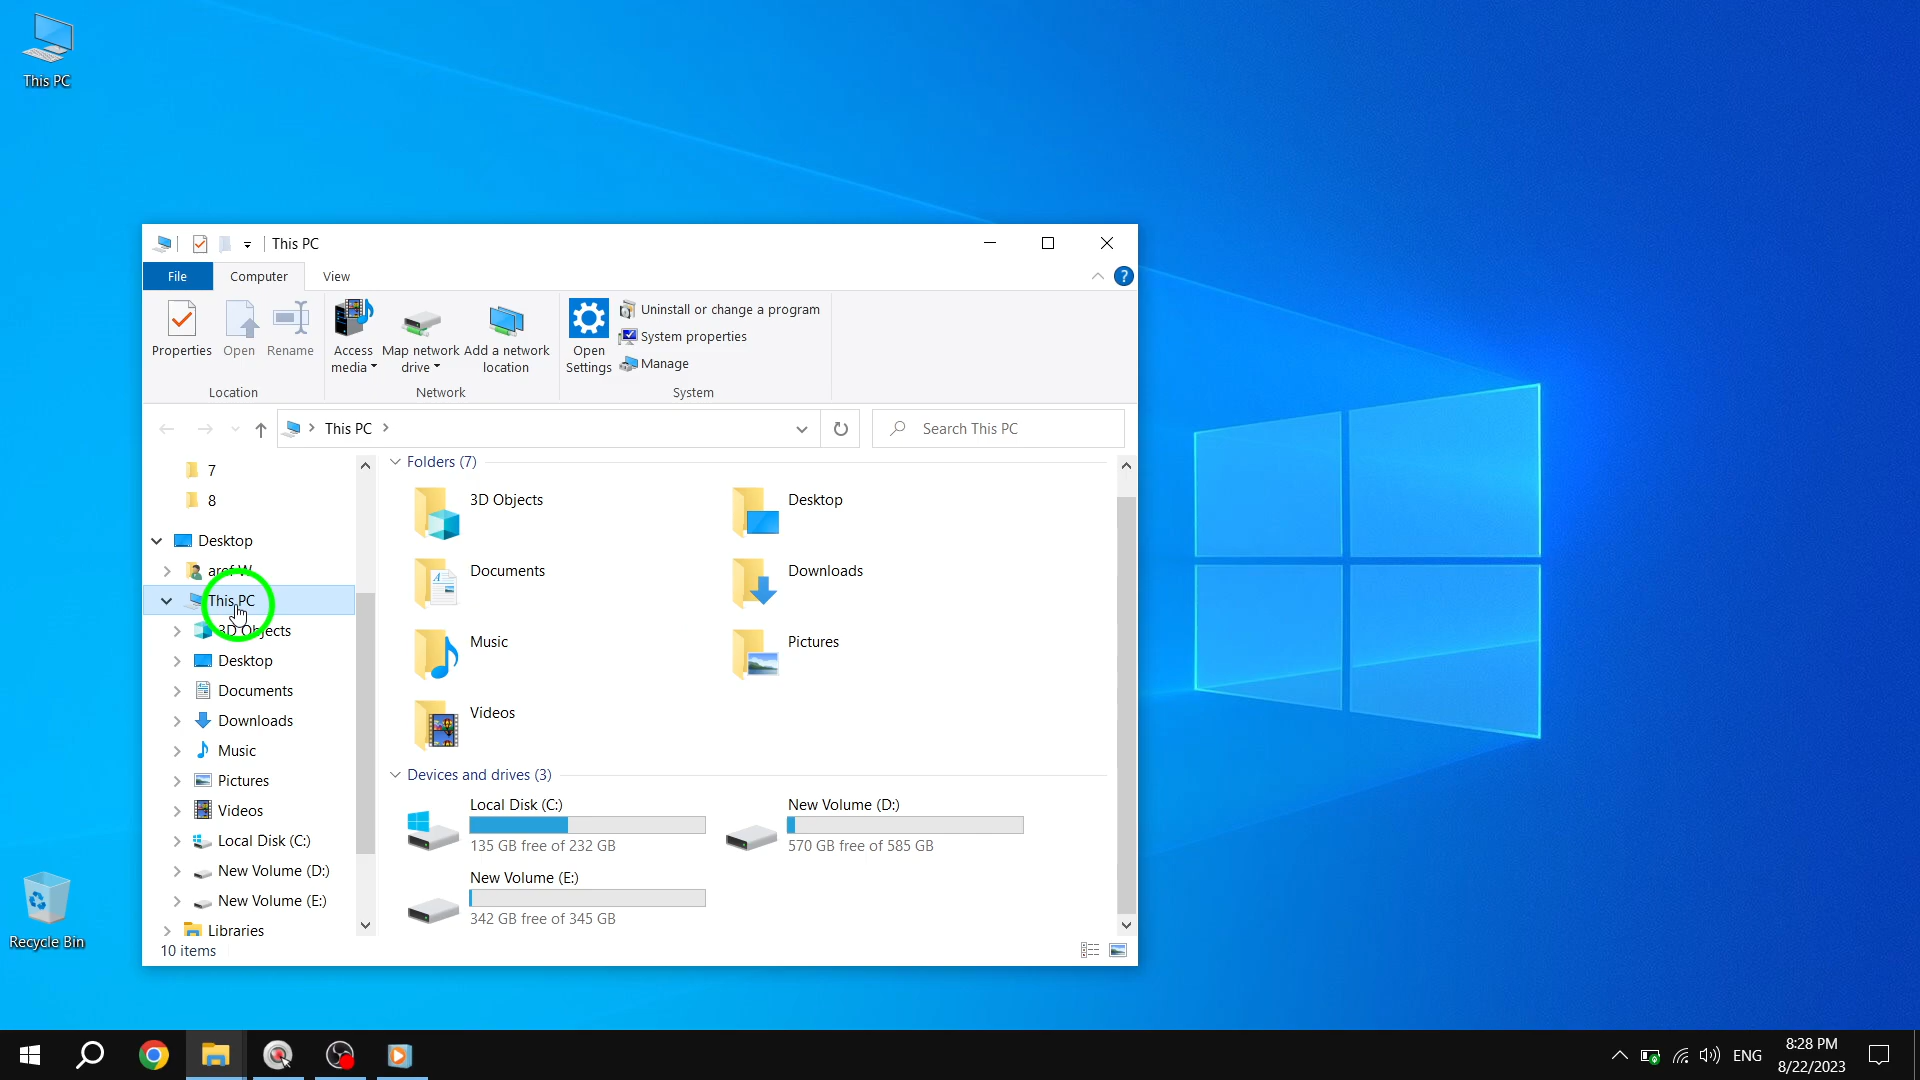 This PC
This PC
File
Computer
View
?
Properties
Open
Rename
Location
Access media
Map network drive
Add a network location
Network
Open Settings
Uninstall or change a program
System properties
Manage
System
This PC
Search This PC
7
8
Desktop
aref W
This PC
3D Objects
Desktop
Documents
Downloads
Music
Pictures
Videos
Local Disk (C:)
New Volume (D:)
New Volume (E:)
Libraries
Folders (7)
3D Objects
Desktop
Documents
Downloads
Music
Pictures
Videos
Devices and drives (3)
Local Disk (C:)
135 GB free of 232 GB
New Volume (D:)
570 GB free of 585 GB
New Volume (E:)
342 GB free of 345 GB
10 items
Recycle Bin
ENG
8:28 PM
8/22/2023